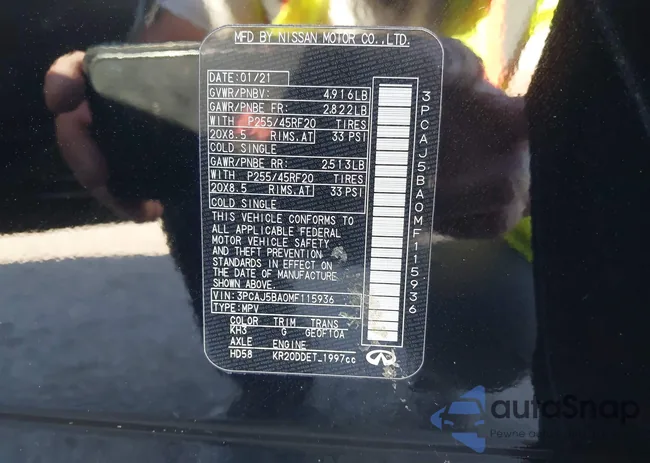 MFD BY NISSAN MOTOR CO.,LTD.
DATE: 01/21
GVWR/PNBV: 4,916LB
GAWR/PNBE FR: 2,822LB
WITH P255/45RF20 TIRES
20X8.5 RIMS,AT 33 PSI
COLD SINGLE
GAWR/PNBE RR: 2,513LB
WITH P255/45RF20 TIRES
20X8.5 RIMS,AT 33 PSI
COLD SINGLE
THIS VEHICLE CONFORMS TO
ALL APPLICABLE FEDERAL
MOTOR VEHICLE SAFETY
AND THEFT PREVENTION
STANDARDS IN EFFECT ON
THE DATE OF MANUFACTURE
SHOWN ABOVE.
VIN: 3PCAJ5BA0MF115936
TYPE: MPV
COLOR TRIM TRANS
KH3 G GE0F10A
AXLE ENGINE
HD58 KR20DDET_1997cc
3PCAJ5BA0MF115936
autoSnap
Pewne auto